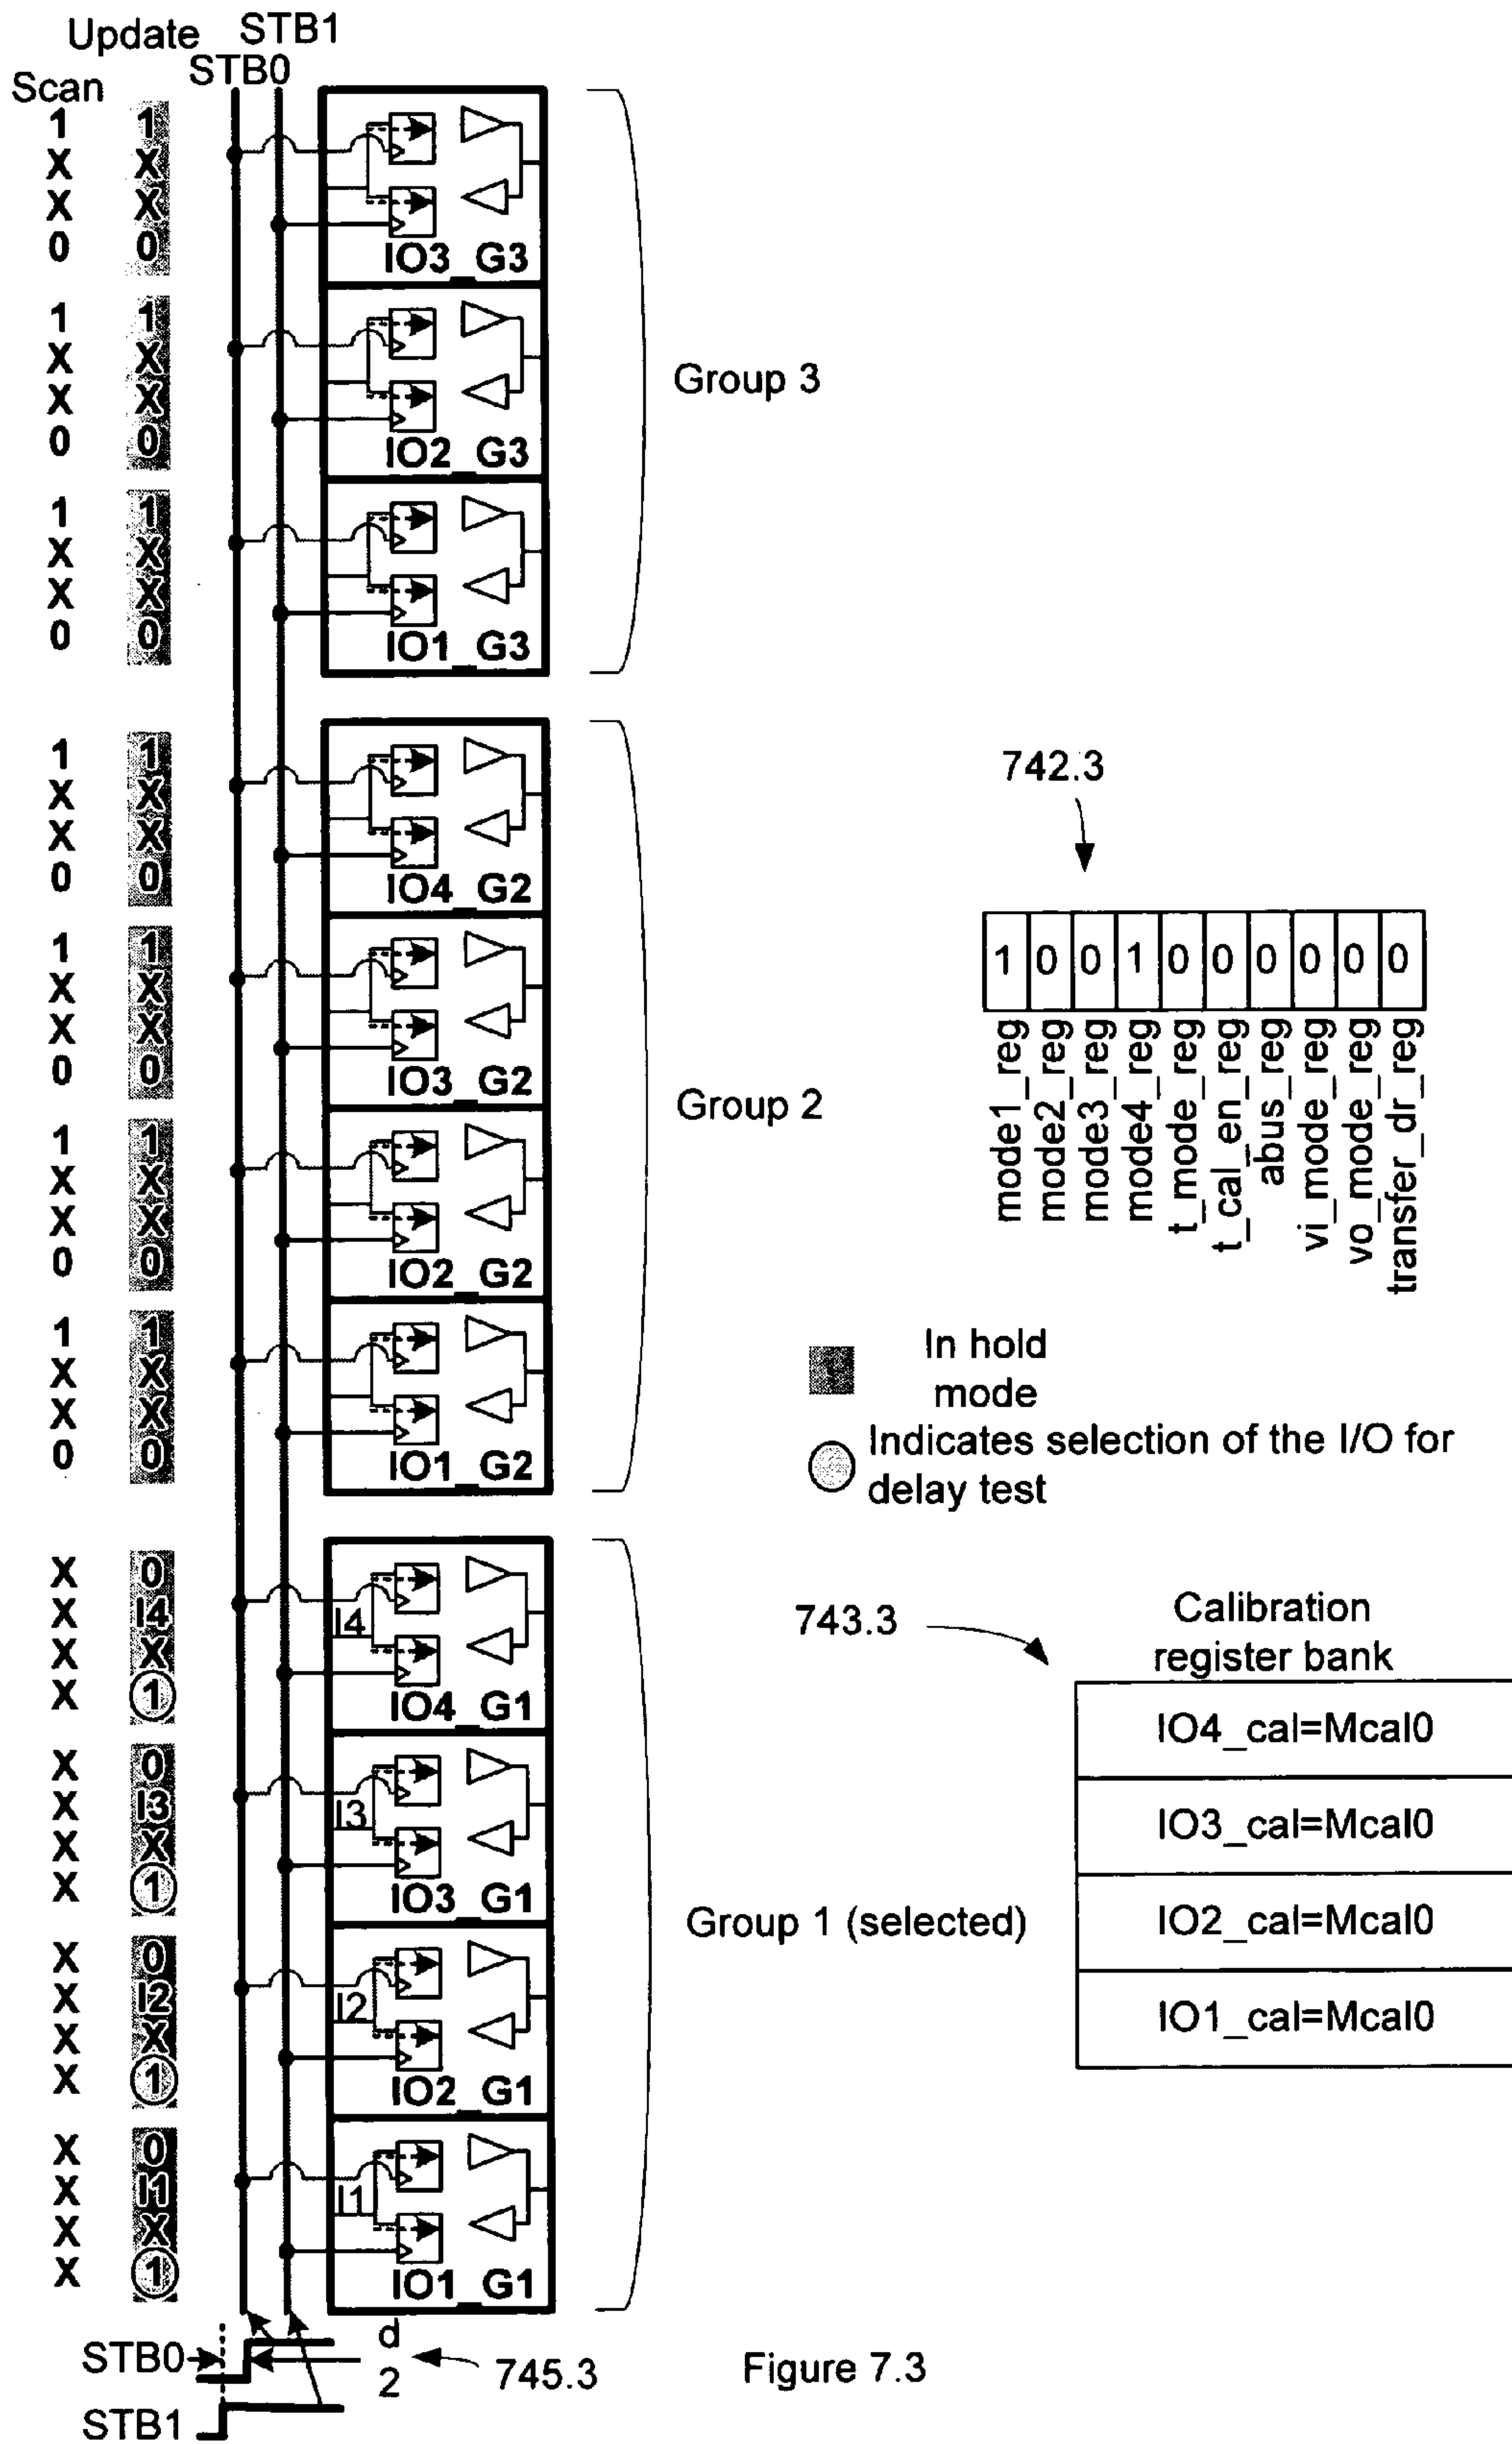 Update STB1
STB0
Scan
1 1
X X
X X
0 0
IO3_G3
1 1
X X
X X
0 0
IO2_G3
1 1
X X
X X
0 0
IO1_G3
Group 3
1 1
X X
X X
0 0
IO4_G2
1 1
X X
X X
0 0
IO3_G2
1 1
X X
X X
0 0
IO2_G2
1 1
X X
X X
0 0
IO1_G2
Group 2
742.3
1 0 0 1 0 0 0 0 0 0
mode1_reg
mode2_reg
mode3_reg
mode4_reg
t_mode_reg
t_cal_en_reg
abus_reg
vi_mode_reg
vo_mode_reg
transfer_dr_reg
1 In hold
mode
Indicates selection of the I/O for
delay test
X 0
X I4
X X
X 1
I4
IO4_G1
X 0
X I3
X X
X 1
I3
IO3_G1
X 0
X I2
X X
X 1
I2
IO2_G1
X 0
X I1
X X
X 1
I1
IO1_G1
Group 1 (selected)
743.3
Calibration
register bank
IO4_cal=Mcal0
IO3_cal=Mcal0
IO2_cal=Mcal0
IO1_cal=Mcal0
STB0
d
2
745.3
STB1
Figure 7.3